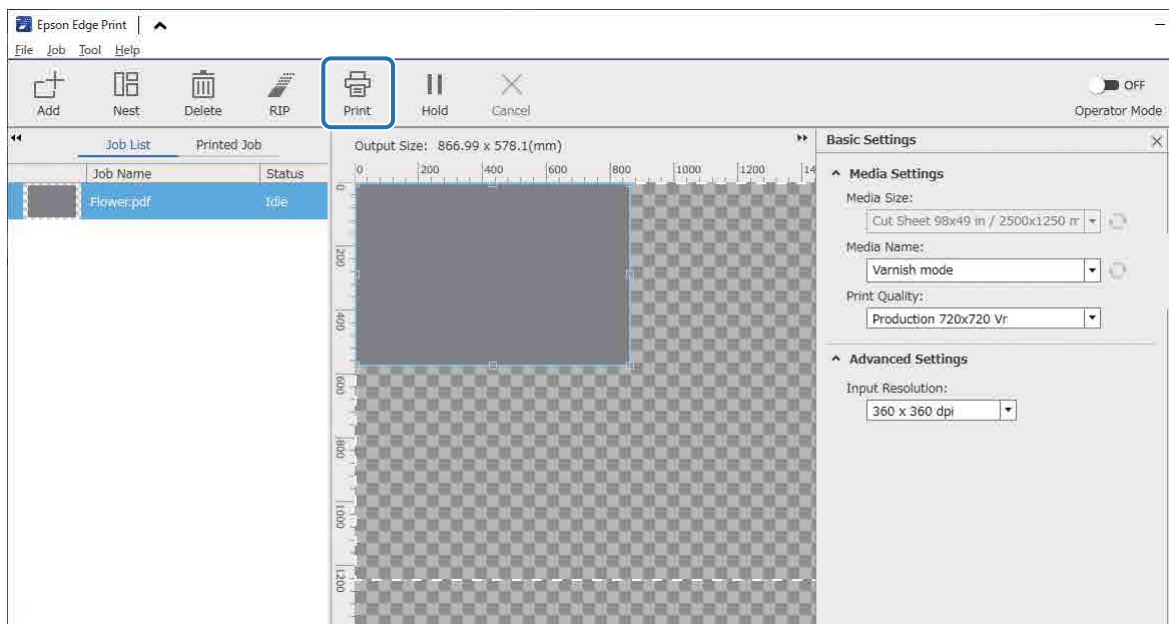 Epson Edge Print
File Job Tool Help
Add Nest Delete RIP Print Hold Cancel
OFF
Operator Mode
Job List Printed Job
Job Name Status
Flower.pdf Idle
Output Size: 866.99 x 578.1(mm)
0 200 400 600 800 1000 1200 14
0
200
400
600
800
1000
1200
Basic Settings
Media Settings
Media Size:
Cut Sheet 98x49 in / 2500x1250 m
Media Name:
Varnish mode
Print Quality:
Production 720x720 Vr
Advanced Settings
Input Resolution:
360 x 360 dpi